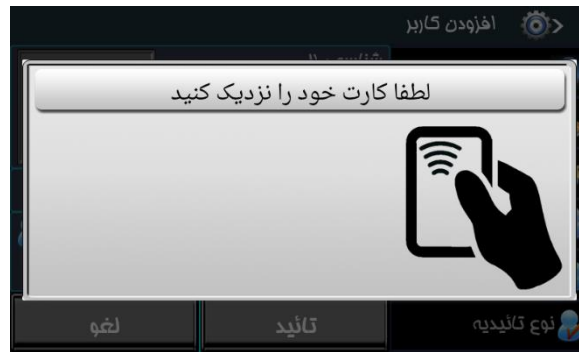 افزودن کاربر
لطفا کارت خود را نزدیک کنید
نوع تائیدیه
تائید
لغو